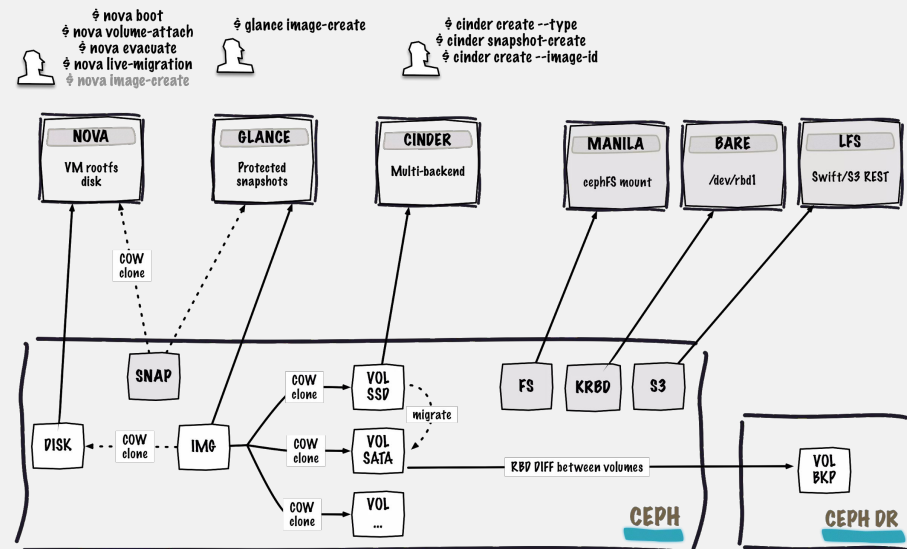 $ nova boot
$ nova volume-attach
$ nova evacuate
$ nova live-migration
$ nova image-create
$ glance image-create
$ cinder create --type
$ cinder snapshot-create
$ cinder create --image-id
NOVA
VM rootfs
disk
GLANCE
Protected
snapshots
CINDER
Multi-backend
MANILA
cephFS mount
BARE
/dev/rbd1
LFS
Swift/S3 REST
COW
clone
SNAP
COW
clone
VOL
SSD
migrate
FS
KRBD
S3
DISK
COW
clone
IMG
COW
clone
VOL
SATA
RBD DIFF between volumes
VOL
BKP
COW
clone
VOL
...
CEPH
CEPH DR